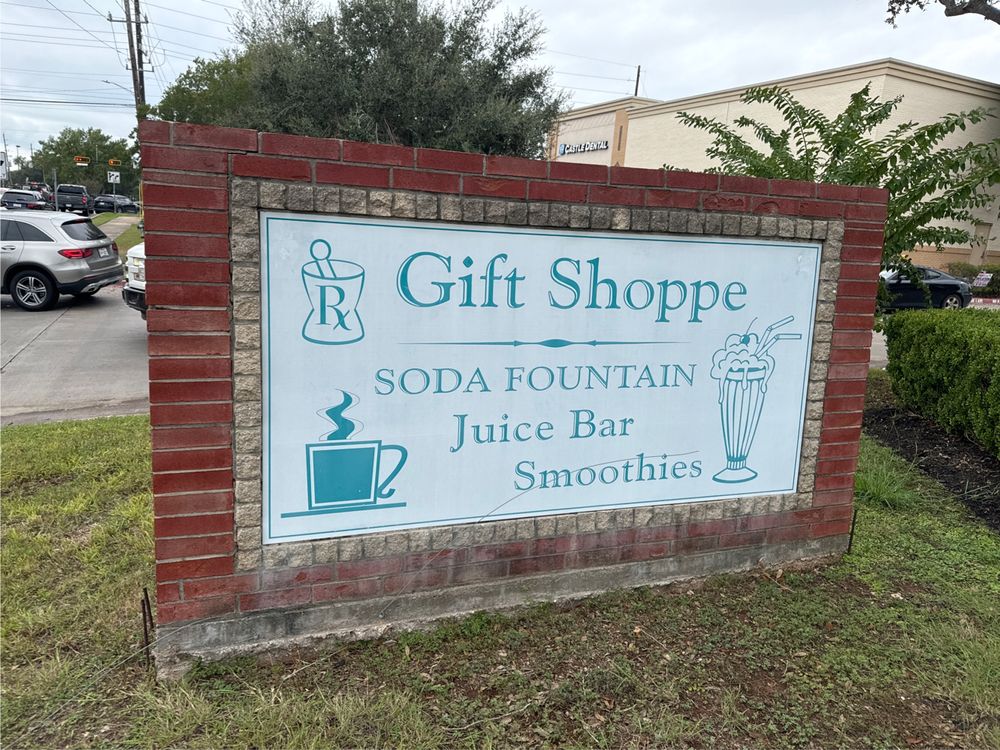 CASTLE DENTAL
Rx
Gift Shoppe
SODA FOUNTAIN
Juice Bar
Smoothies